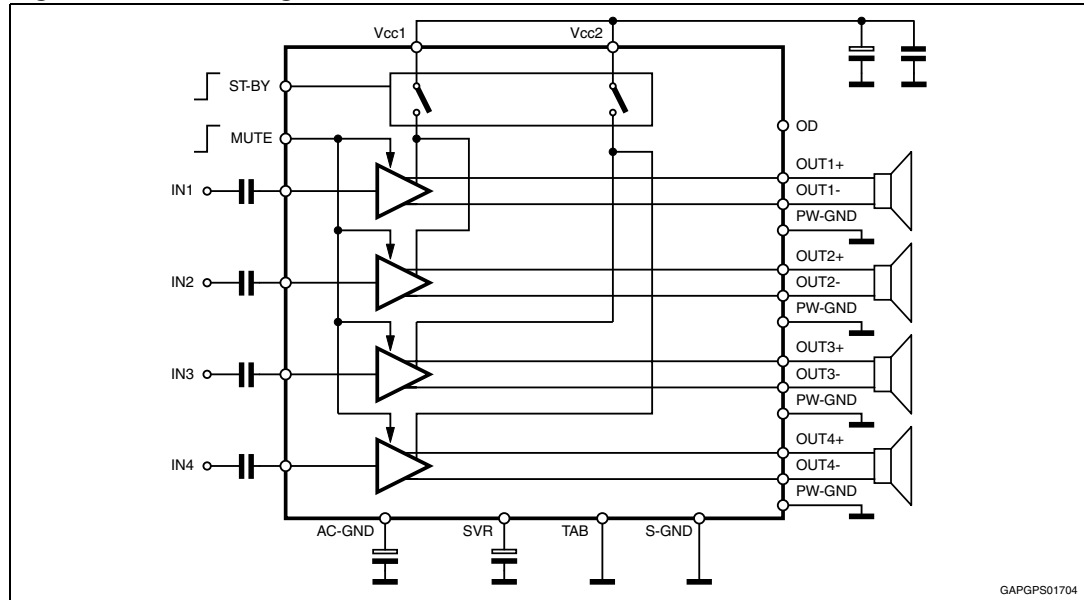 Vcc1
Vcc2
ST-BY
MUTE
OD
IN1
OUT1+
OUT1-
PW-GND
IN2
OUT2+
OUT2-
PW-GND
IN3
OUT3+
OUT3-
PW-GND
IN4
OUT4+
OUT4-
PW-GND
AC-GND
SVR
TAB
S-GND
GAPGPS01704